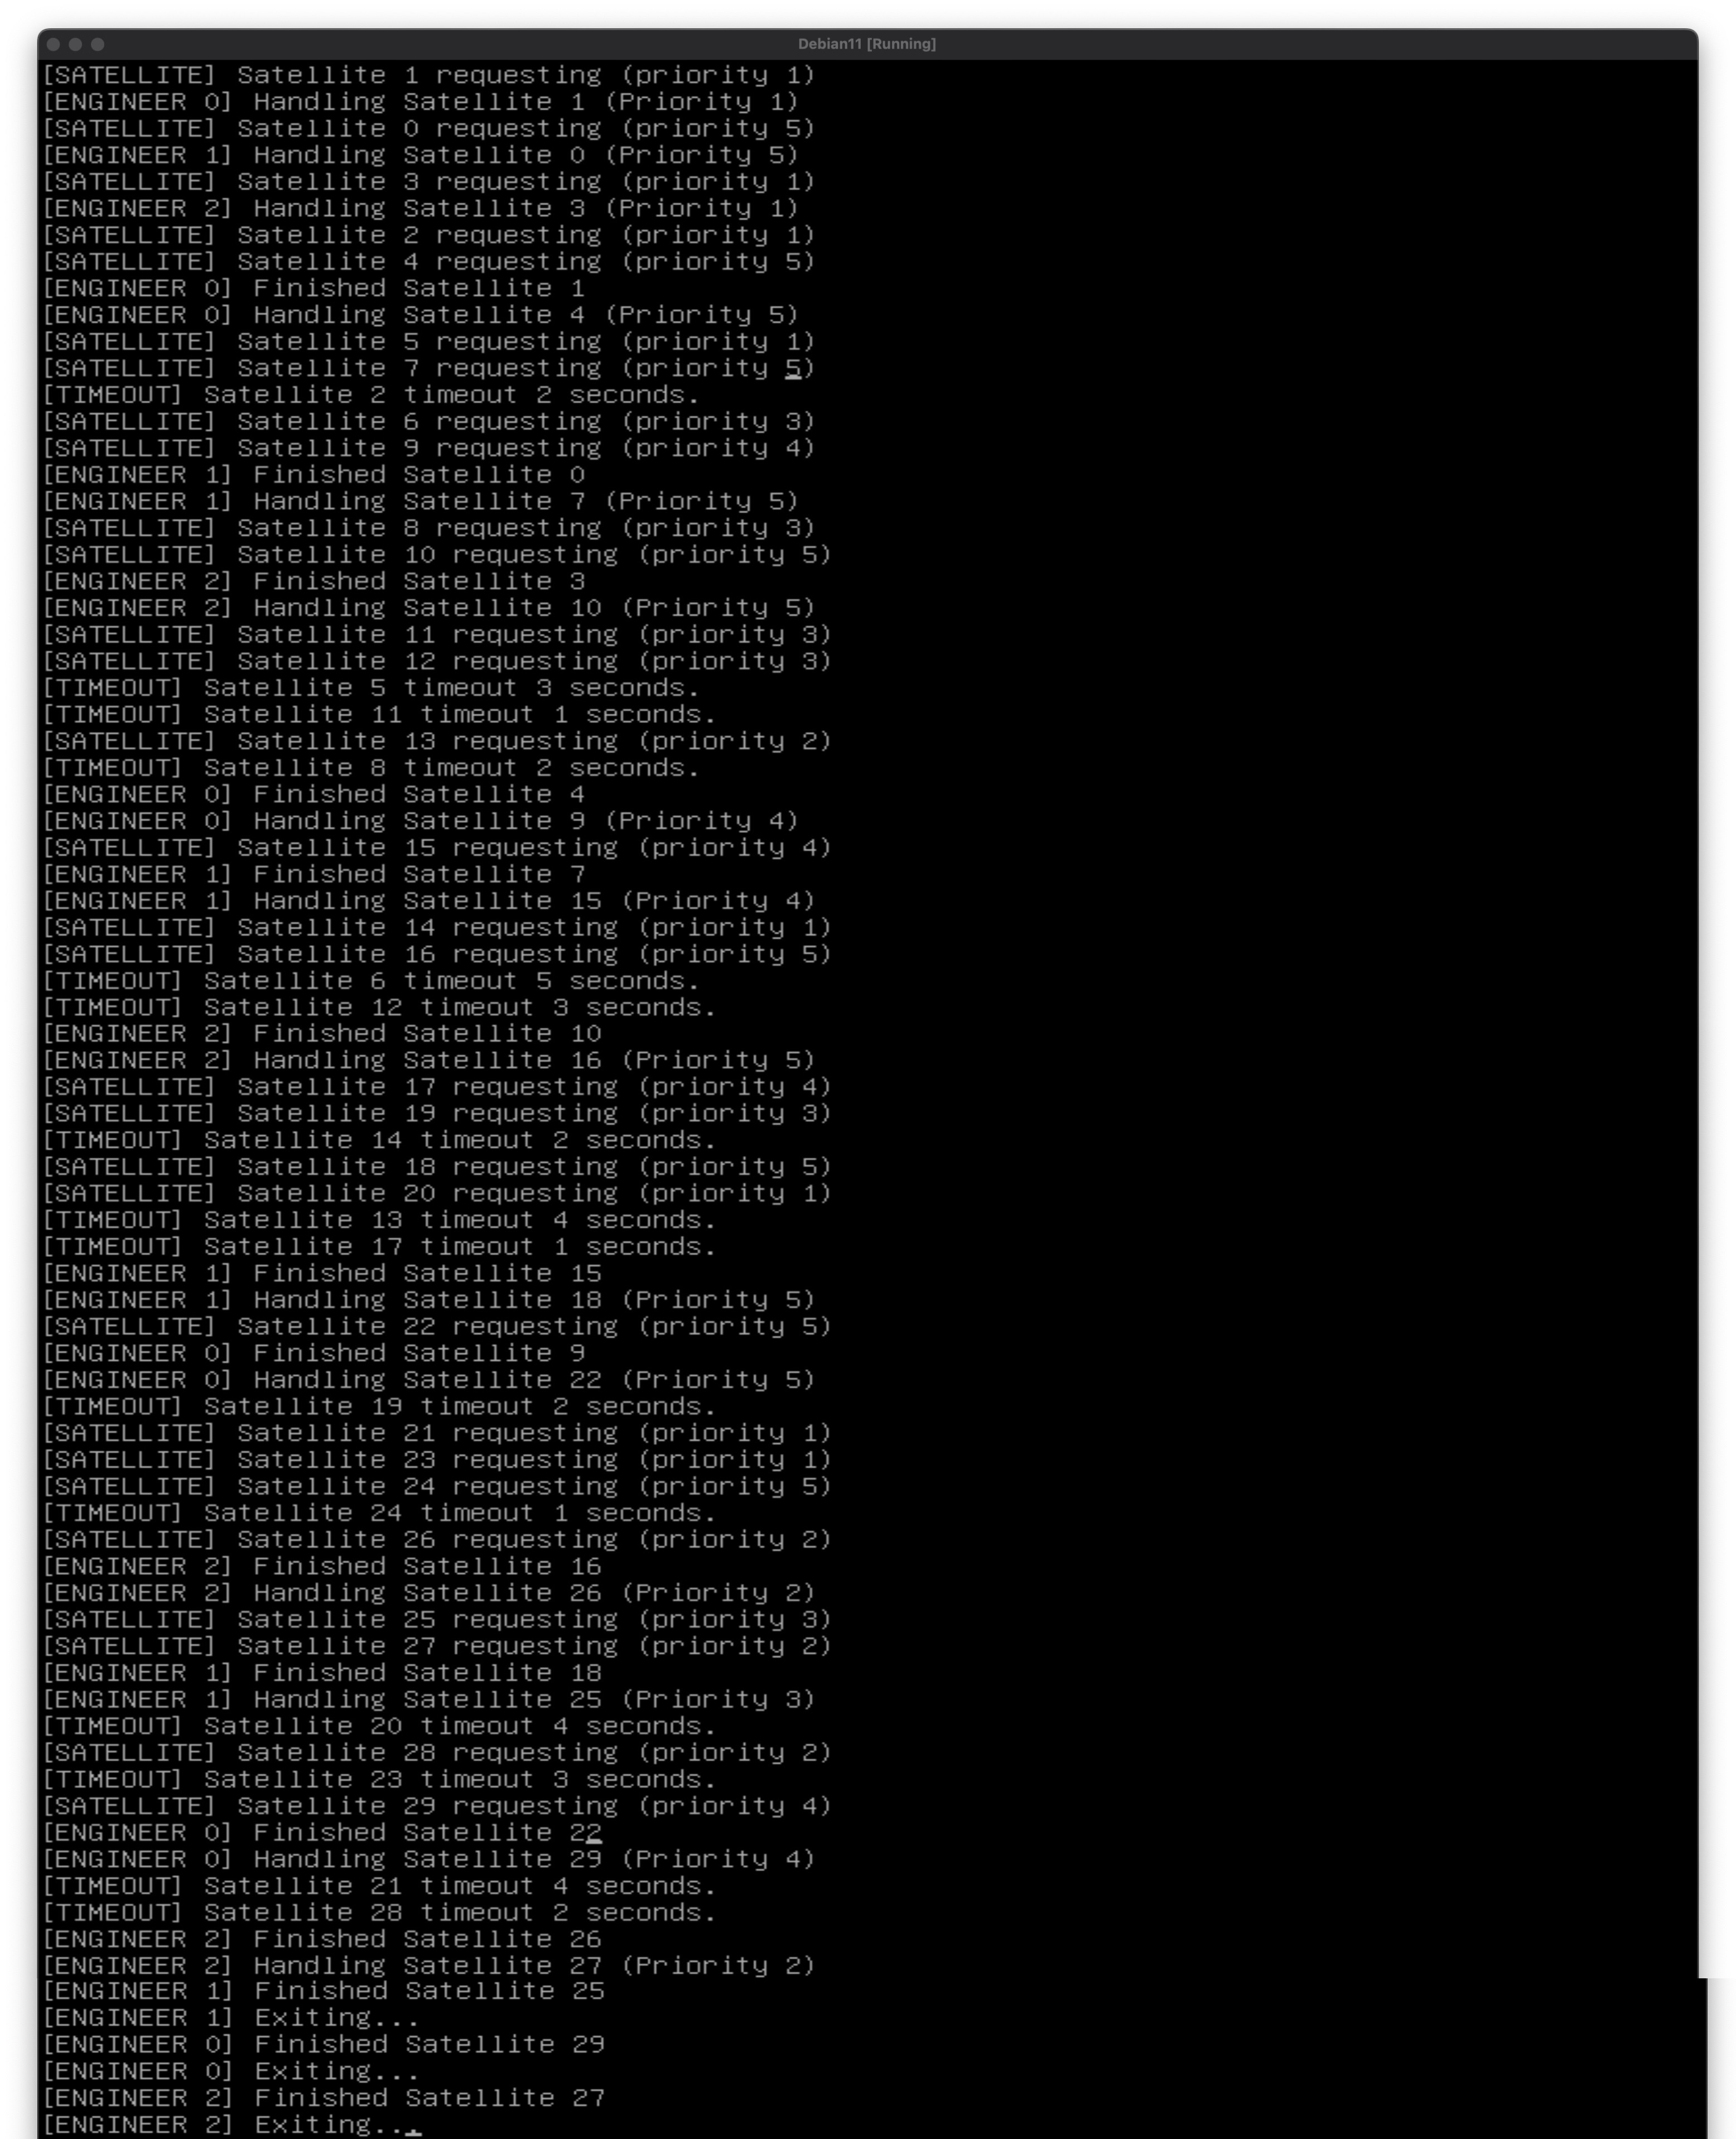 Debian11 [Running]
[SATELLITE] Satellite 1 requesting (priority 1)
[ENGINEER 0] Handling Satellite 1 (Priority 1)
[SATELLITE] Satellite 0 requesting (priority 5)
[ENGINEER 1] Handling Satellite 0 (Priority 5)
[SATELLITE] Satellite 3 requesting (priority 1)
[ENGINEER 2] Handling Satellite 3 (Priority 1)
[SATELLITE] Satellite 2 requesting (priority 1)
[SATELLITE] Satellite 4 requesting (priority 5)
[ENGINEER 0] Finished Satellite 1
[ENGINEER 0] Handling Satellite 4 (Priority 5)
[SATELLITE] Satellite 5 requesting (priority 1)
[SATELLITE] Satellite 7 requesting (priority 5)
[TIMEOUT] Satellite 2 timeout 2 seconds.
[SATELLITE] Satellite 6 requesting (priority 3)
[SATELLITE] Satellite 9 requesting (priority 4)
[ENGINEER 1] Finished Satellite 0
[ENGINEER 1] Handling Satellite 7 (Priority 5)
[SATELLITE] Satellite 8 requesting (priority 3)
[SATELLITE] Satellite 10 requesting (priority 5)
[ENGINEER 2] Finished Satellite 3
[ENGINEER 2] Handling Satellite 10 (Priority 5)
[SATELLITE] Satellite 11 requesting (priority 3)
[SATELLITE] Satellite 12 requesting (priority 3)
[TIMEOUT] Satellite 5 timeout 3 seconds.
[TIMEOUT] Satellite 11 timeout 1 seconds.
[SATELLITE] Satellite 13 requesting (priority 2)
[TIMEOUT] Satellite 8 timeout 2 seconds.
[ENGINEER 0] Finished Satellite 4
[ENGINEER 0] Handling Satellite 9 (Priority 4)
[SATELLITE] Satellite 15 requesting (priority 4)
[ENGINEER 1] Finished Satellite 7
[ENGINEER 1] Handling Satellite 15 (Priority 4)
[SATELLITE] Satellite 14 requesting (priority 1)
[SATELLITE] Satellite 16 requesting (priority 5)
[TIMEOUT] Satellite 6 timeout 5 seconds.
[TIMEOUT] Satellite 12 timeout 3 seconds.
[ENGINEER 2] Finished Satellite 10
[ENGINEER 2] Handling Satellite 16 (Priority 5)
[SATELLITE] Satellite 17 requesting (priority 4)
[SATELLITE] Satellite 19 requesting (priority 3)
[TIMEOUT] Satellite 14 timeout 2 seconds.
[SATELLITE] Satellite 18 requesting (priority 5)
[SATELLITE] Satellite 20 requesting (priority 1)
[TIMEOUT] Satellite 13 timeout 4 seconds.
[TIMEOUT] Satellite 17 timeout 1 seconds.
[ENGINEER 1] Finished Satellite 15
[ENGINEER 1] Handling Satellite 18 (Priority 5)
[SATELLITE] Satellite 22 requesting (priority 5)
[ENGINEER 0] Finished Satellite 9
[ENGINEER 0] Handling Satellite 22 (Priority 5)
[TIMEOUT] Satellite 19 timeout 2 seconds.
[SATELLITE] Satellite 21 requesting (priority 1)
[SATELLITE] Satellite 23 requesting (priority 1)
[SATELLITE] Satellite 24 requesting (priority 5)
[TIMEOUT] Satellite 24 timeout 1 seconds.
[SATELLITE] Satellite 26 requesting (priority 2)
[ENGINEER 2] Finished Satellite 16
[ENGINEER 2] Handling Satellite 26 (Priority 2)
[SATELLITE] Satellite 25 requesting (priority 3)
[SATELLITE] Satellite 27 requesting (priority 2)
[ENGINEER 1] Finished Satellite 18
[ENGINEER 1] Handling Satellite 25 (Priority 3)
[TIMEOUT] Satellite 20 timeout 4 seconds.
[SATELLITE] Satellite 28 requesting (priority 2)
[TIMEOUT] Satellite 23 timeout 3 seconds.
[SATELLITE] Satellite 29 requesting (priority 4)
[ENGINEER 0] Finished Satellite 22
[ENGINEER 0] Handling Satellite 29 (Priority 4)
[TIMEOUT] Satellite 21 timeout 4 seconds.
[TIMEOUT] Satellite 28 timeout 2 seconds.
[ENGINEER 2] Finished Satellite 26
[ENGINEER 2] Handling Satellite 27 (Priority 2)
[ENGINEER 1] Finished Satellite 25
[ENGINEER 1] Exiting...
[ENGINEER 0] Finished Satellite 29
[ENGINEER 0] Exiting...
[ENGINEER 2] Finished Satellite 27
[ENGINEER 2] Exiting...